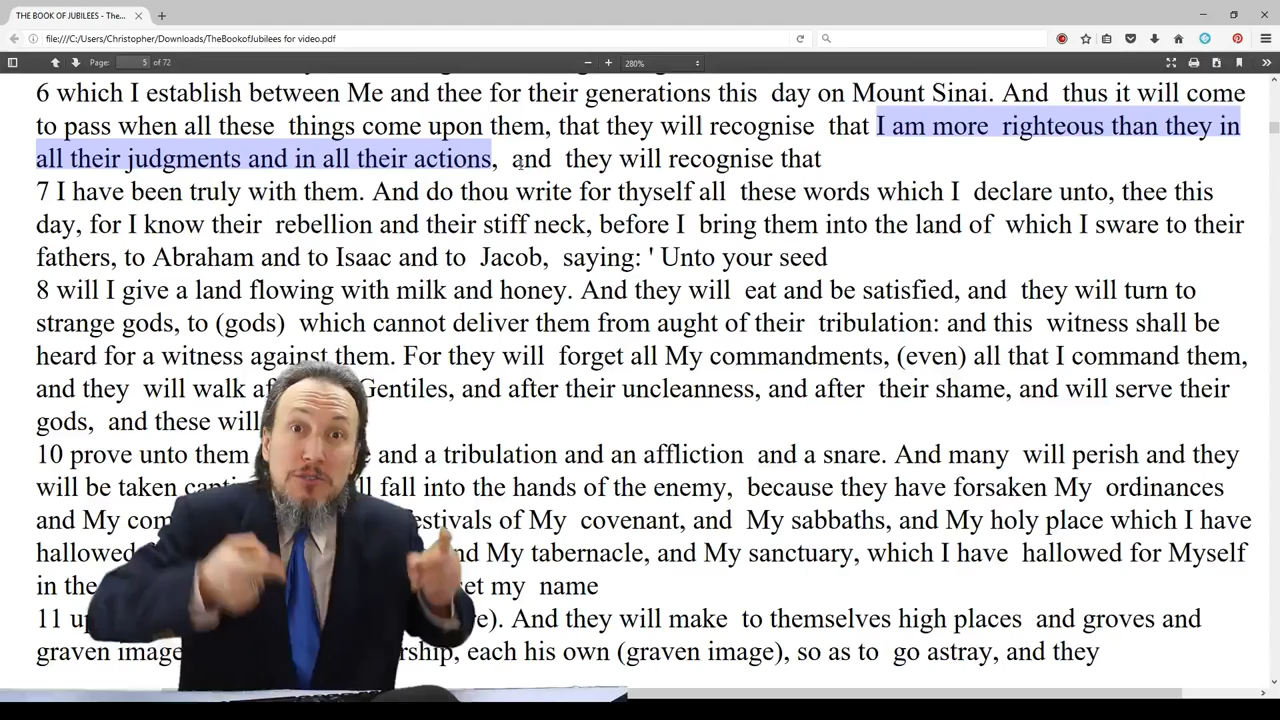 THE BOOK OF JUBILEES - The...
file:///C:/Users/Christopher/Downloads/TheBookofJubilees for video.pdf
Page: 5 of 72 280%
6 which I establish between Me and thee for their generations this day on Mount Sinai. And thus it will come
to pass when all these things come upon them, that they will recognise that I am more righteous than they in
all their judgments and in all their actions, and they will recognise that
7 I have been truly with them. And do thou write for thyself all these words which I declare unto, thee this
day, for I know their rebellion and their stiff neck, before I bring them into the land of which I sware to their
fathers, to Abraham and to Isaac and to Jacob, saying: ' Unto your seed
8 will I give a land flowing with milk and honey. And they will eat and be satisfied, and they will turn to
strange gods, to (gods) which cannot deliver them from aught of their tribulation: and this witness shall be
heard for a witness against them. For they will forget all My commandments, (even) all that I command them,
and they will walk Gentiles, and after their uncleanness, and after their shame, and will serve their
gods, and these will
10 prove unto them and a tribulation and an affliction and a snare. And many will perish and they
will be taken fall into the hands of the enemy, because they have forsaken My ordinances
and My of My covenant, and My sabbaths, and My holy place which I have
hallowed My tabernacle, and My sanctuary, which I have hallowed for Myself
in the set my name
11 And they will make to themselves high places and groves and
graven each his own (graven image), so as to go astray, and they